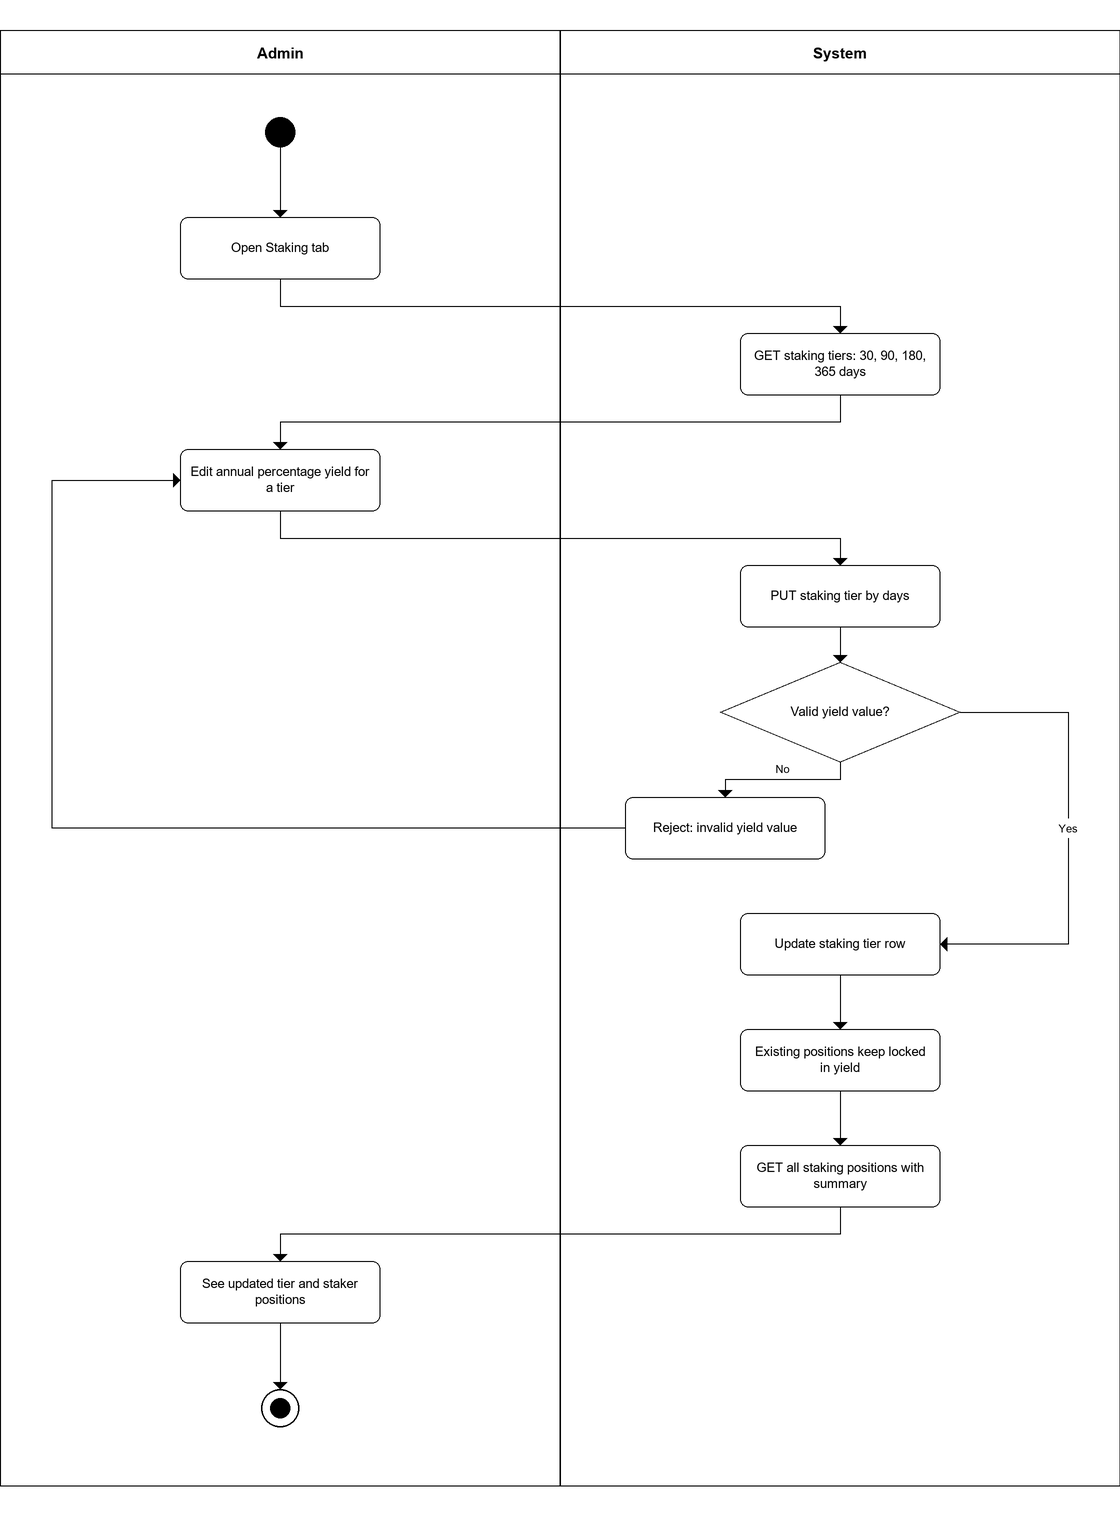 Admin
System
Open Staking tab
GET staking tiers: 30, 90, 180,
365 days
Edit annual percentage yield for
a tier
PUT staking tier by days
Valid yield value?
No
Reject: invalid yield value
Yes
Update staking tier row
Existing positions keep locked
in yield
GET all staking positions with
summary
See updated tier and staker
positions